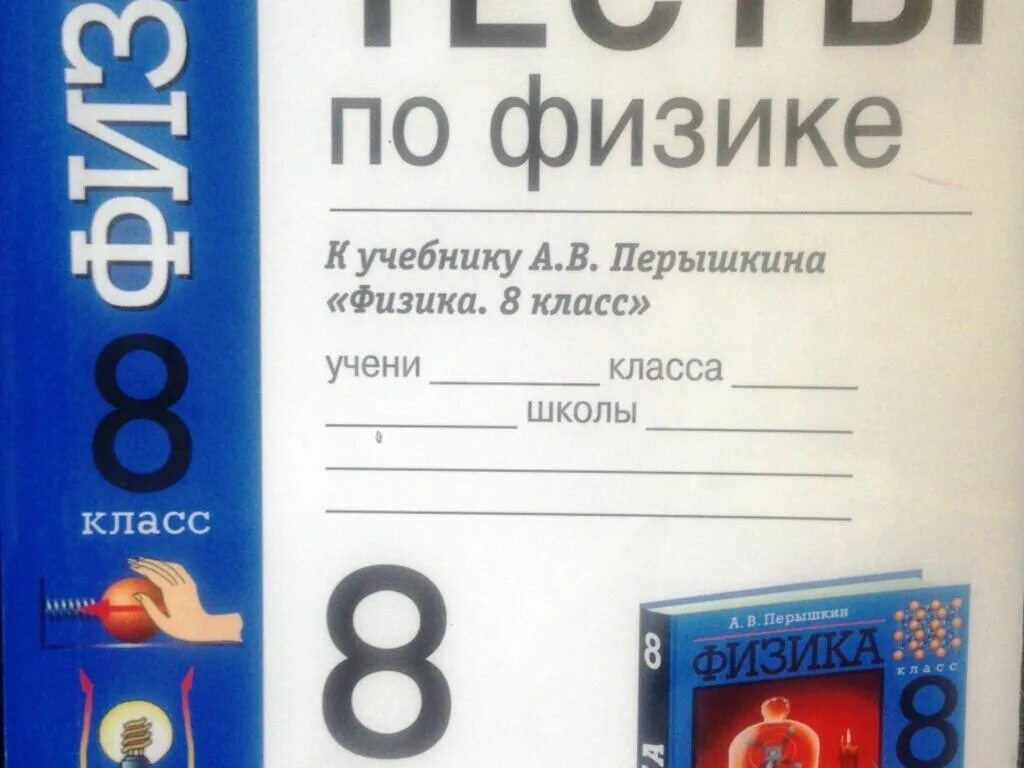 ТЕСТЫ
по физике
К учебнику А.В. Перышкина
«Физика. 8 класс»
учени класса
школы
8
ФИЗ
8
класс
А. В. Перышкин
ФИЗИКА
класс
8
8